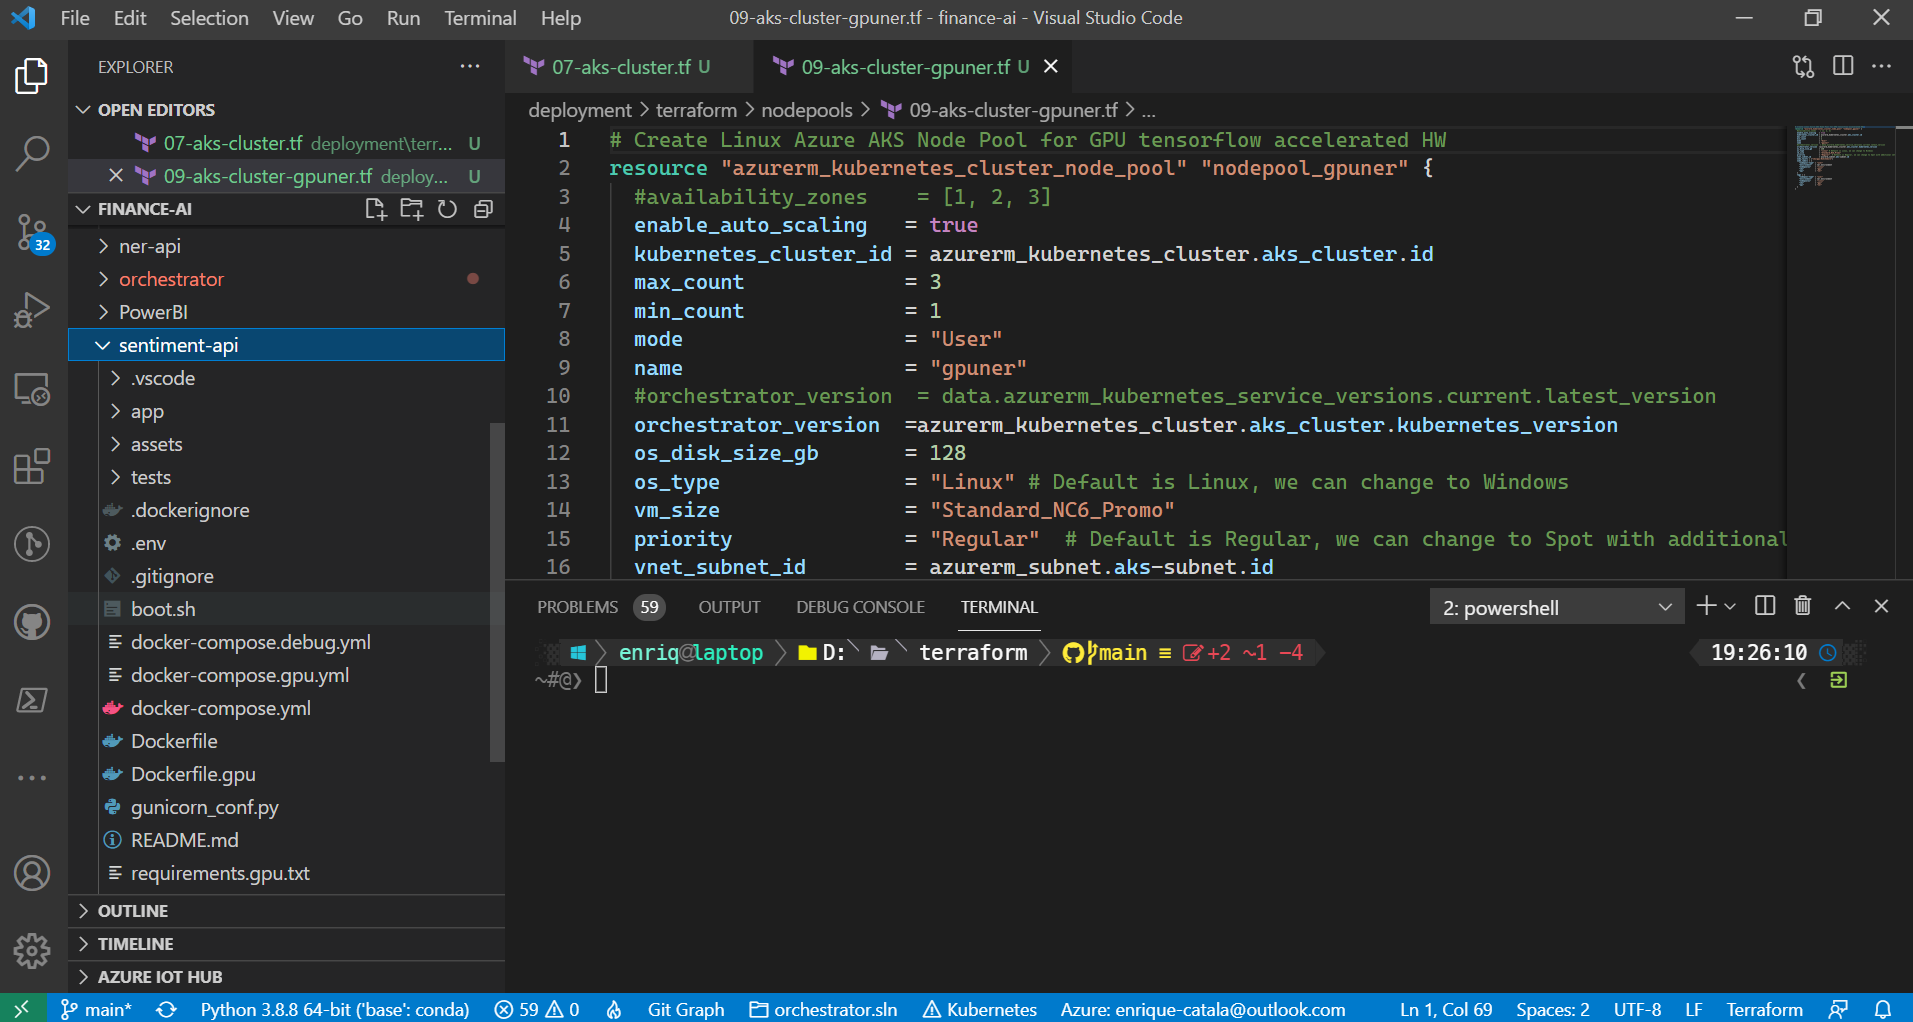 File Edit Selection View Go Run Terminal Help
09-aks-cluster-gpuner.tf - finance-ai - Visual Studio Code
EXPLORER
OPEN EDITORS
07-aks-cluster.tf deployment\terr... U
09-aks-cluster-gpuner.tf deploy... U
FINANCE-AI
ner-api
orchestrator
PowerBI
sentiment-api
.vscode
app
assets
tests
.dockerignore
.env
.gitignore
boot.sh
docker-compose.debug.yml
docker-compose.gpu.yml
docker-compose.yml
Dockerfile
Dockerfile.gpu
gunicorn_conf.py
README.md
requirements.gpu.txt
OUTLINE
TIMELINE
AZURE IOT HUB
32
07-aks-cluster.tf U
09-aks-cluster-gpuner.tf U
deployment > terraform > nodepools > 09-aks-cluster-gpuner.tf > ...
1 # Create Linux Azure AKS Node Pool for GPU tensorflow accelerated HW
2 resource "azurerm_kubernetes_cluster_node_pool" "nodepool_gpuner" {
3 #availability_zones = [1, 2, 3]
4 enable_auto_scaling = true
5 kubernetes_cluster_id = azurerm_kubernetes_cluster.aks_cluster.id
6 max_count = 3
7 min_count = 1
8 mode = "User"
9 name = "gpuner"
10 #orchestrator_version = data.azurerm_kubernetes_service_versions.current.latest_version
11 orchestrator_version =azurerm_kubernetes_cluster.aks_cluster.kubernetes_version
12 os_disk_size_gb = 128
13 os_type = "Linux" # Default is Linux, we can change to Windows
14 vm_size = "Standard_NC6_Promo"
15 priority = "Regular" # Default is Regular, we can change to Spot with additional
16 vnet_subnet_id = azurerm_subnet.aks-subnet.id
PROBLEMS 59 OUTPUT DEBUG CONSOLE TERMINAL 2: powershell
enriq@laptop D: terraform main ≡ +2 ~1 -4 19:26:10
~#@❯
main* Python 3.8.8 64-bit ('base': conda) 59 0 Git Graph orchestrator.sln Kubernetes Azure: enrique-catala@outlook.com Ln 1, Col 69 Spaces: 2 UTF-8 LF Terraform